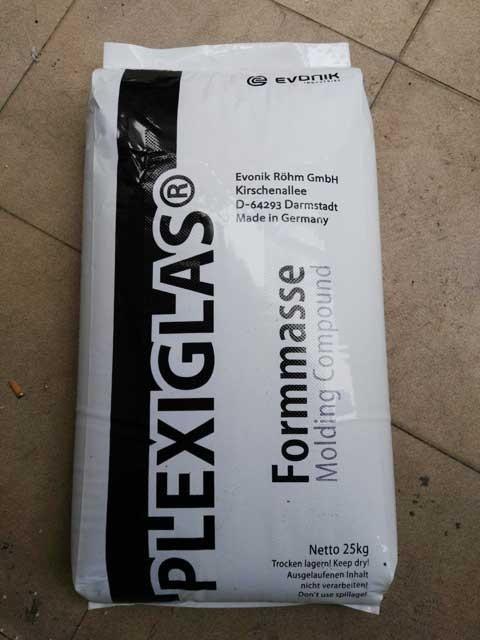 EVONIK
INDUSTRIES
Evonik Röhm GmbH
Kirschenallee
D-64293 Darmstadt
Made in Germany
PLEXIGLAS®
Formmasse
Molding Compound
Netto 25kg
Trocken lagern! Keep dry!
Ausgelaufenen Inhalt
nicht verarbeiten!
Don't use spillage!